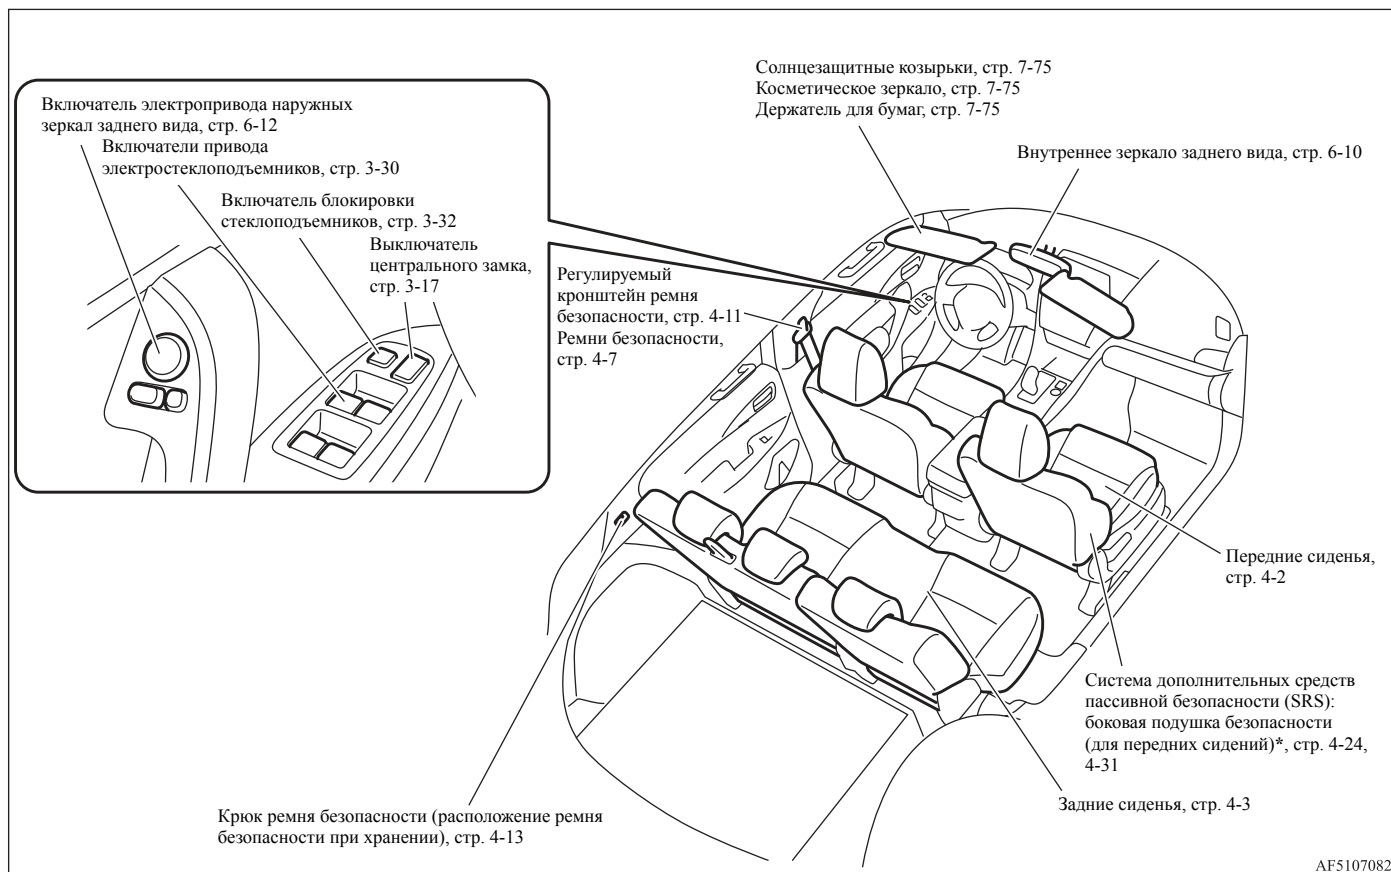 Солнцезащитные козырьки, стр. 7-75
Косметическое зеркало, стр. 7-75
Держатель для бумаг, стр. 7-75
Внутреннее зеркало заднего вида, стр. 6-10
Включатель электропривода наружных
зеркал заднего вида, стр. 6-12
Включатели привода
электростеклоподъемников, стр. 3-30
Включатель блокировки
стеклоподъемников, стр. 3-32
Выключатель
центрального замка,
стр. 3-17
Регулируемый
кронштейн ремня
безопасности, стр. 4-11
Ремни безопасности,
стр. 4-7
Передние сиденья,
стр. 4-2
Система дополнительных средств
пассивной безопасности (SRS):
боковая подушка безопасности
(для передних сидений)*, стр. 4-24,
4-31
Задние сиденья, стр. 4-3
Крюк ремня безопасности (расположение ремня
безопасности при хранении), стр. 4-13
AF5107082